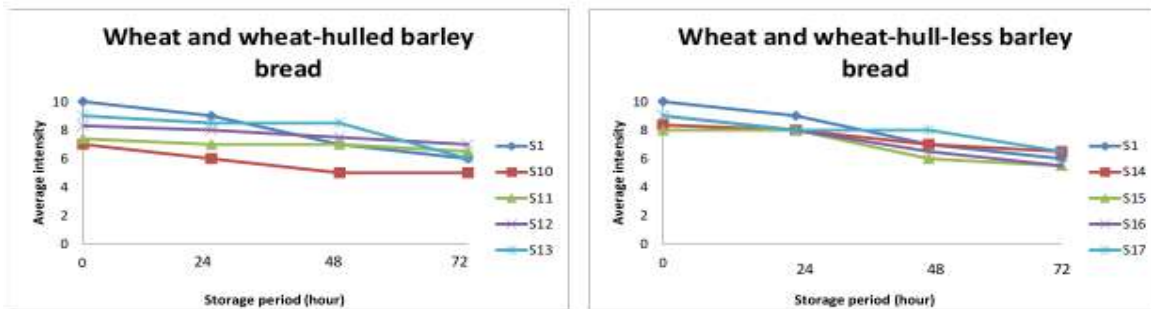 Wheat and wheat-hulled barley
bread
10
8
6
4
2
0
Average intensity
0 24 48 72
Storage period (hour)
S1
S10
S11
S12
S13
Wheat and wheat-hull-less barley
bread
10
8
6
4
2
0
Average intensity
0 24 48 72
Storage period (hour)
S1
S14
S15
S16
S17